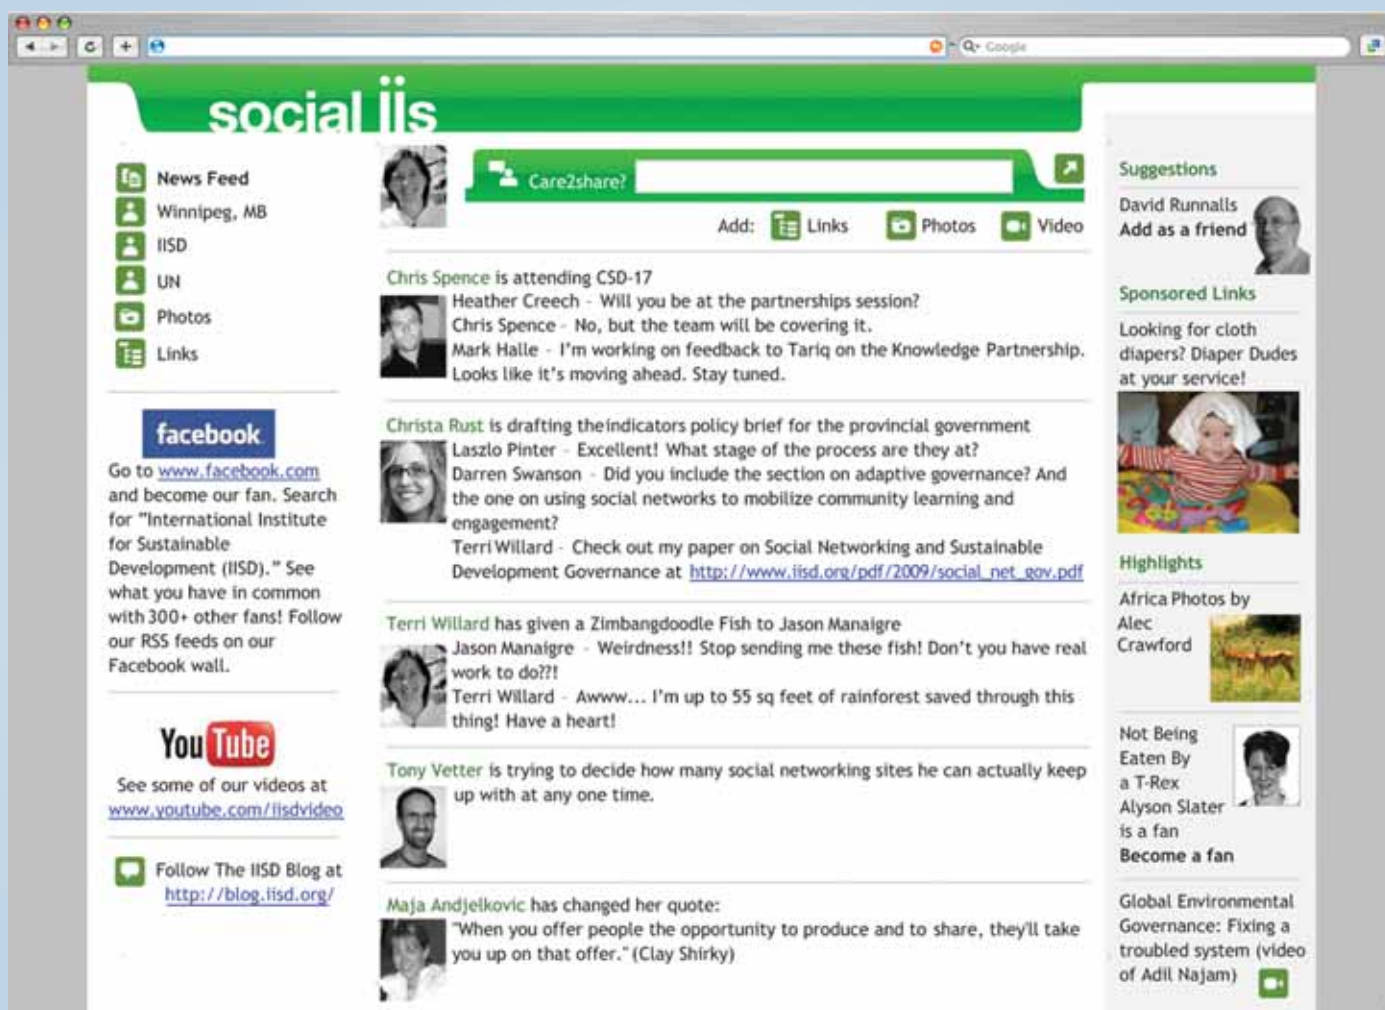 Google
social iis
News Feed
Winnipeg, MB
IISD
UN
Photos
Links
facebook
Go to www.facebook.com
and become our fan. Search
for "International Institute
for Sustainable
Development (IISD)." See
what you have in common
with 300+ other fans! Follow
our RSS feeds on our
Facebook wall.
YouTube
See some of our videos at
www.youtube.com/iisdvideo
Follow The IISD Blog at
http://blog.iisd.org/
Care2share?
Add: Links Photos Video
Chris Spence is attending CSD-17
Heather Creech - Will you be at the partnerships session?
Chris Spence - No, but the team will be covering it.
Mark Halle - I'm working on feedback to Tariq on the Knowledge Partnership.
Looks like it's moving ahead. Stay tuned.
Christa Rust is drafting theindicators policy brief for the provincial government
Laszlo Pinter - Excellent! What stage of the process are they at?
Darren Swanson - Did you include the section on adaptive governance? And
the one on using social networks to mobilize community learning and
engagement?
Terri Willard - Check out my paper on Social Networking and Sustainable
Development Governance at http://www.iisd.org/pdf/2009/social_net_gov.pdf
Terri Willard has given a Zimbangdoodle Fish to Jason Manaigre
Jason Manaigre - Weirdness!! Stop sending me these fish! Don't you have real
work to do??!
Terri Willard - Awww... I'm up to 55 sq feet of rainforest saved through this
thing! Have a heart!
Tony Vetter is trying to decide how many social networking sites he can actually keep
up with at any one time.
Maja Andjelkovic has changed her quote:
"When you offer people the opportunity to produce and to share, they'll take
you up on that offer." (Clay Shirky)
Suggestions
David Runnalls
Add as a friend
Sponsored Links
Looking for cloth
diapers? Diaper Dudes
at your service!
Highlights
Africa Photos by
Alec
Crawford
Not Being
Eaten By
a T-Rex
Alyson Slater
is a fan
Become a fan
Global Environmental
Governance: Fixing a
troubled system (video
of Adil Najam)